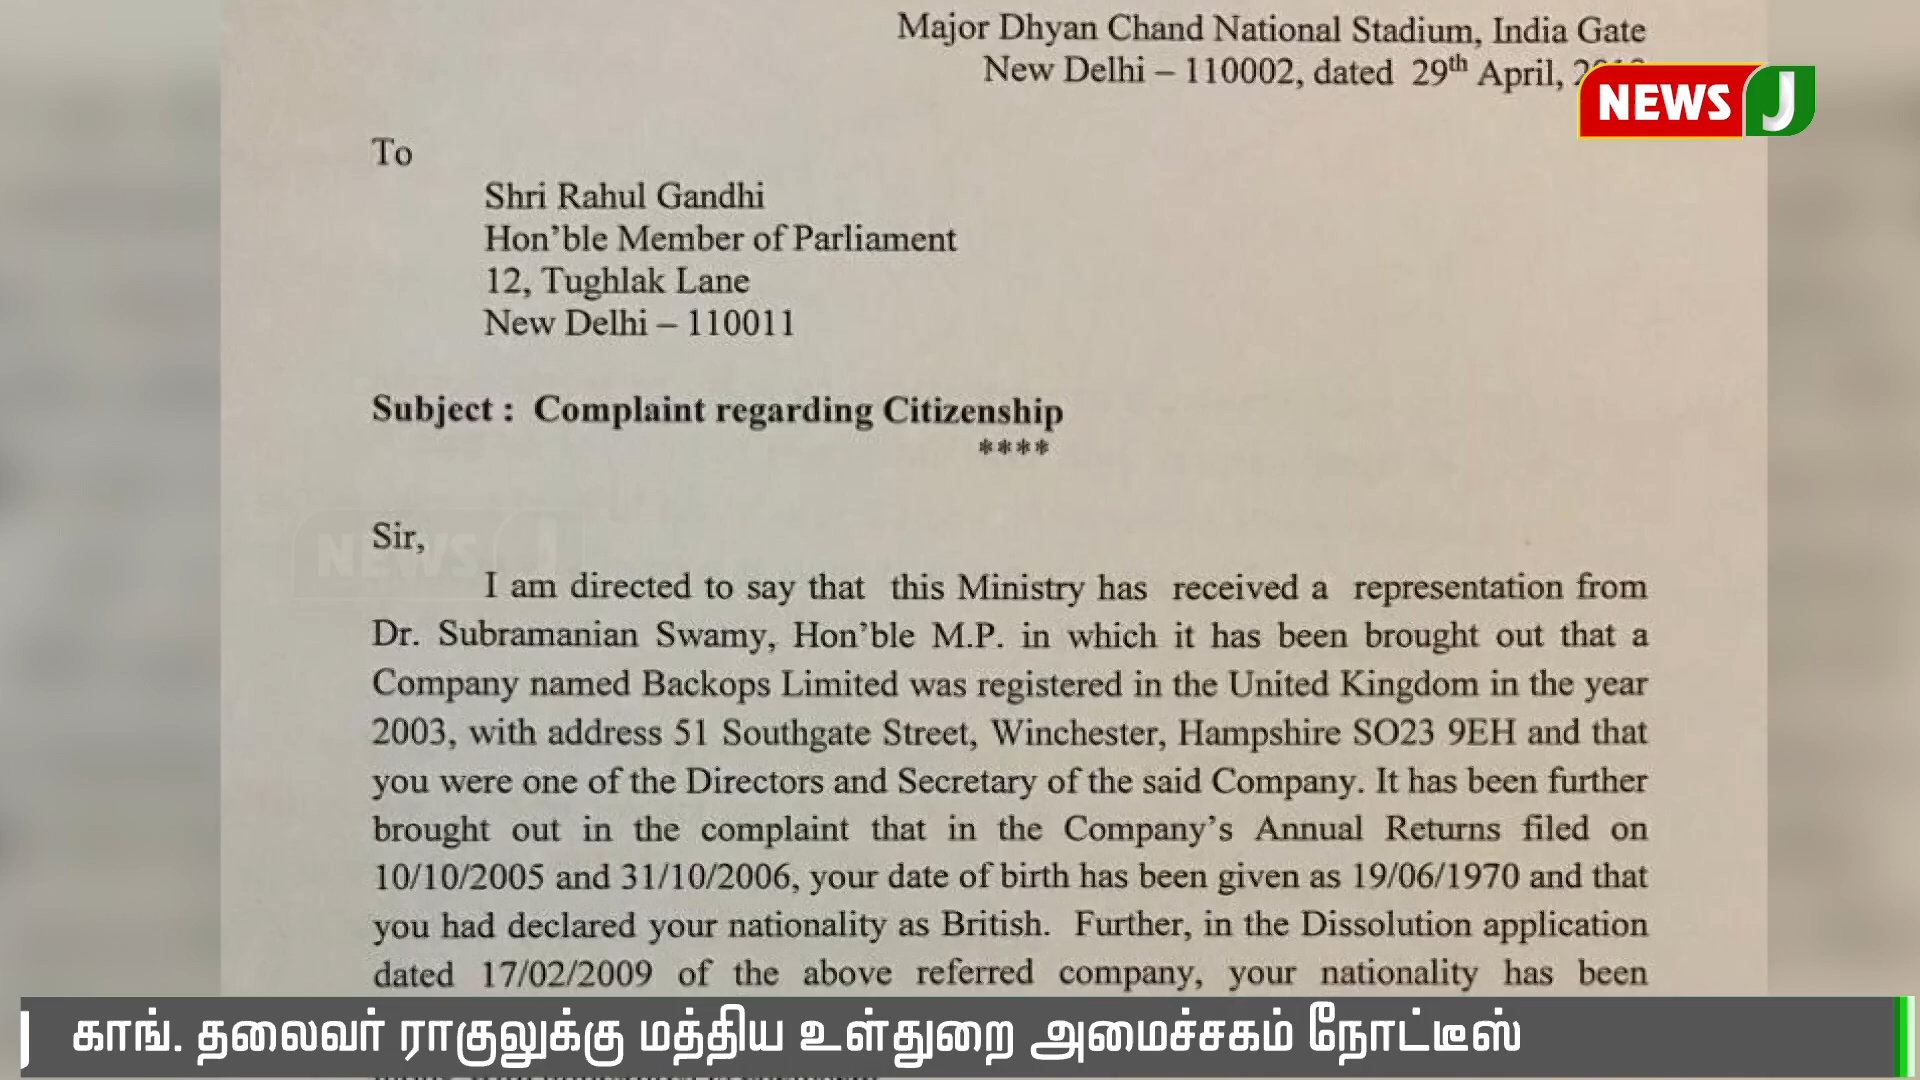 Major Dhyan Chand National Stadium, India Gate
New Delhi – 110002, dated 29th April,
NEWS J
To
Shri Rahul Gandhi
Hon'ble Member of Parliament
12, Tughlak Lane
New Delhi – 110011
Subject : Complaint regarding Citizenship
****
Sir,
NEWS J
I am directed to say that this Ministry has received a representation from
Dr. Subramanian Swamy, Hon'ble M.P. in which it has been brought out that a
Company named Backops Limited was registered in the United Kingdom in the year
2003, with address 51 Southgate Street, Winchester, Hampshire SO23 9EH and that
you were one of the Directors and Secretary of the said Company. It has been further
brought out in the complaint that in the Company's Annual Returns filed on
10/10/2005 and 31/10/2006, your date of birth has been given as 19/06/1970 and that
you had declared your nationality as British. Further, in the Dissolution application
dated 17/02/2009 of the above referred company, your nationality has been
காங். தலைவர் ராகுலுக்கு மத்திய உள்துறை அமைச்சகம் நோட்டீஸ்